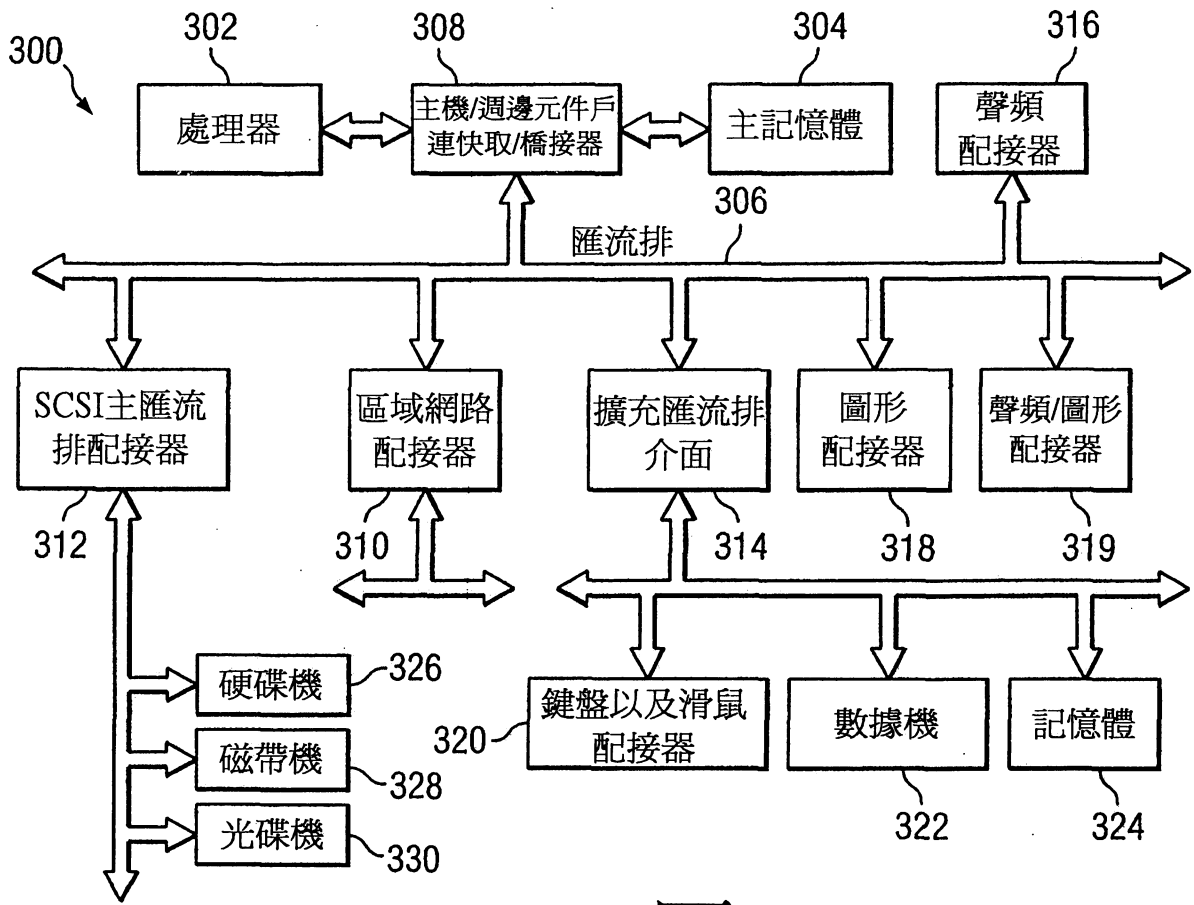 300
302
308
304
316
處理器
主機/週邊元件戶
連快取/橋接器
主記憶體
聲頻
配接器
306
匯流排
SCSI主匯流
排配接器
區域網路
配接器
擴充匯流排
介面
圖形
配接器
聲頻/圖形
配接器
312
310
314
318
319
硬碟機
326
磁帶機
328
光碟機
330
320
鍵盤以及滑鼠
配接器
數據機
記憶體
322
324